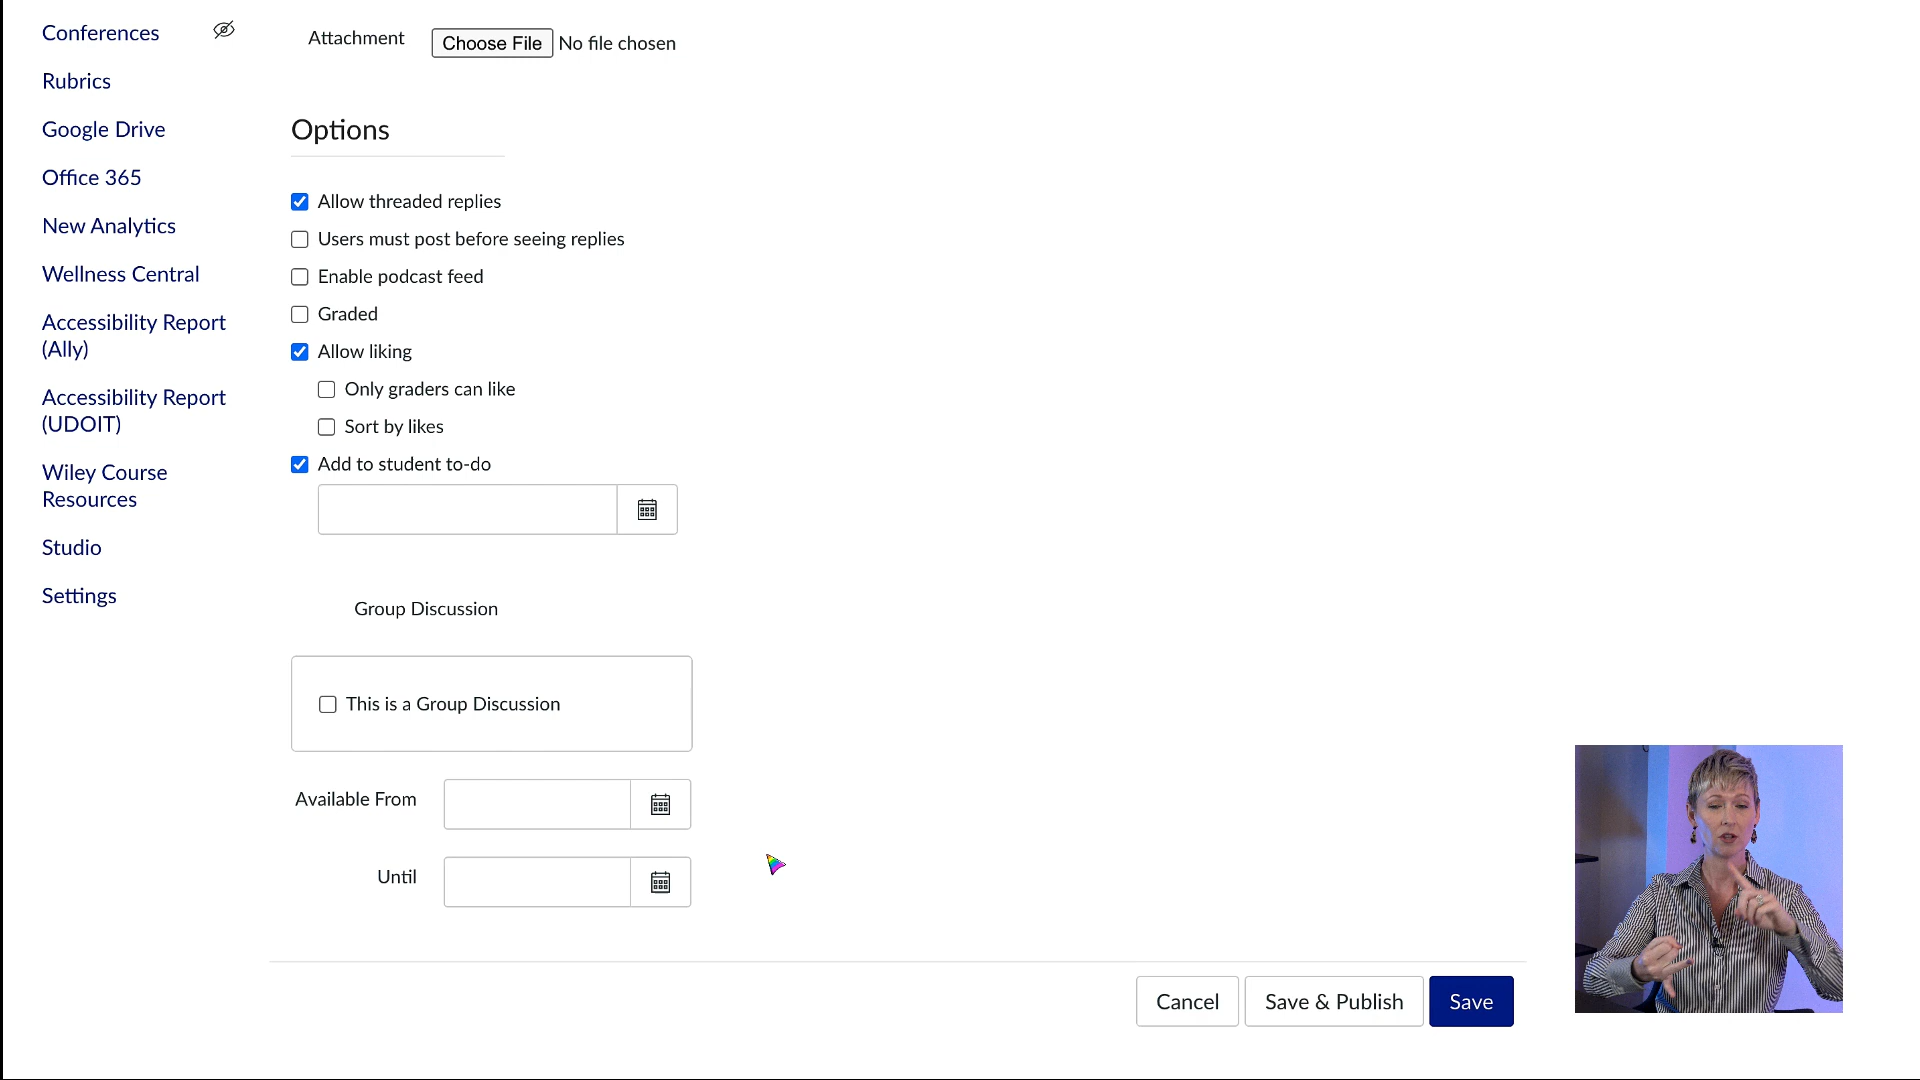 Conferences
Rubrics
Google Drive
Office 365
New Analytics
Wellness Central
Accessibility Report
(Ally)
Accessibility Report
(UDOIT)
Wiley Course
Resources
Studio
Settings
Attachment Choose File No file chosen
Options
Allow threaded replies
Users must post before seeing replies
Enable podcast feed
Graded
Allow liking
Only graders can like
Sort by likes
Add to student to-do
Group Discussion
This is a Group Discussion
Available From
Until
Cancel Save & Publish Save